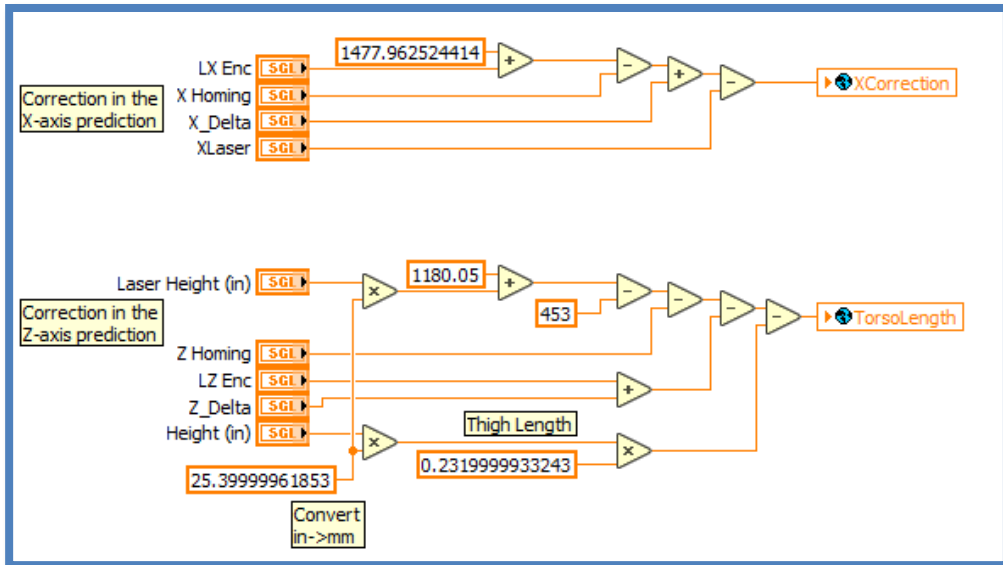 1477.962524414
+
LX Enc SGL
−
X Homing SGL
+
Correction in the
X-axis prediction
−
XCorrection
X_Delta SGL
XLaser SGL
Laser Height (in) SGL
×
1180.05
+
Correction in the
Z-axis prediction
453
−
−
−
−
TorsoLength
Z Homing SGL
LZ Enc SGL
+
Z_Delta SGL
Height (in) SGL
×
Thigh Length
×
0.2319999933243
25.39999961853
Convert
in->mm